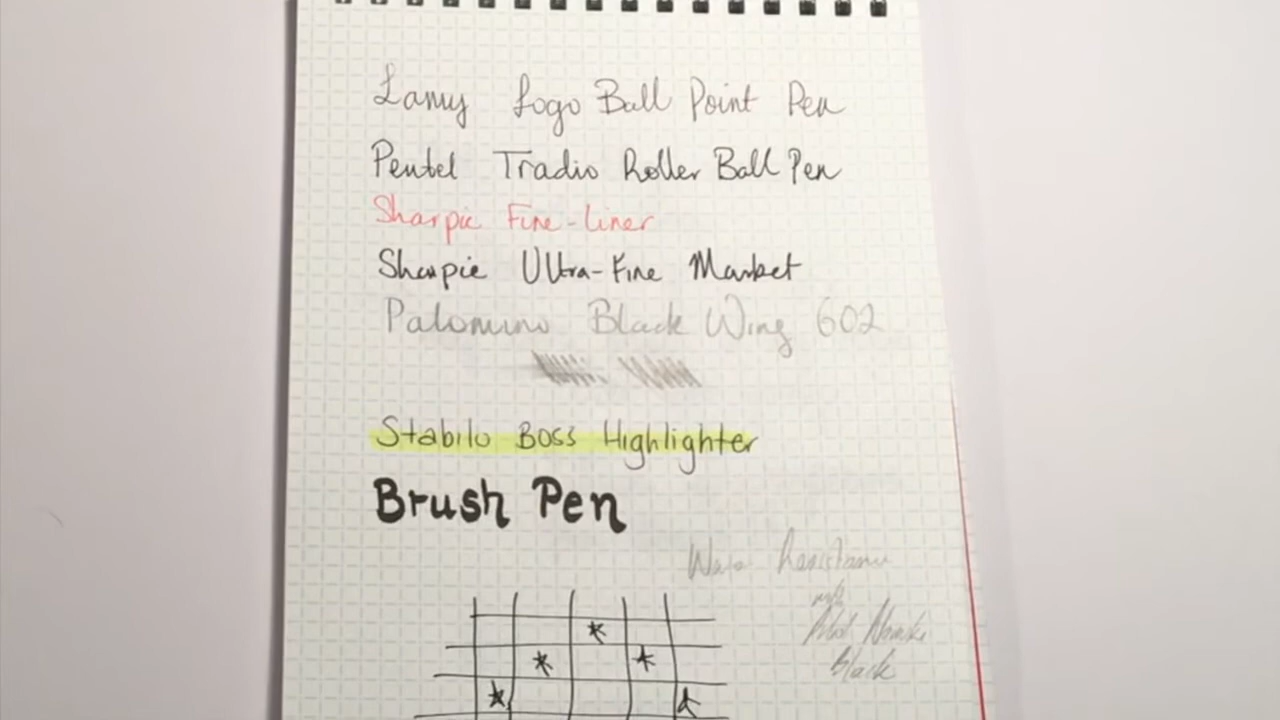 Lamy Logo Ball Point Pen
Pentel Tradio Roller Ball Pen
Sharpie Fine-liner
Sharpie Ultra-Fine Market
Palomino Black Wing 602
Stabilo BOSS Highlighter
Brush Pen
Black